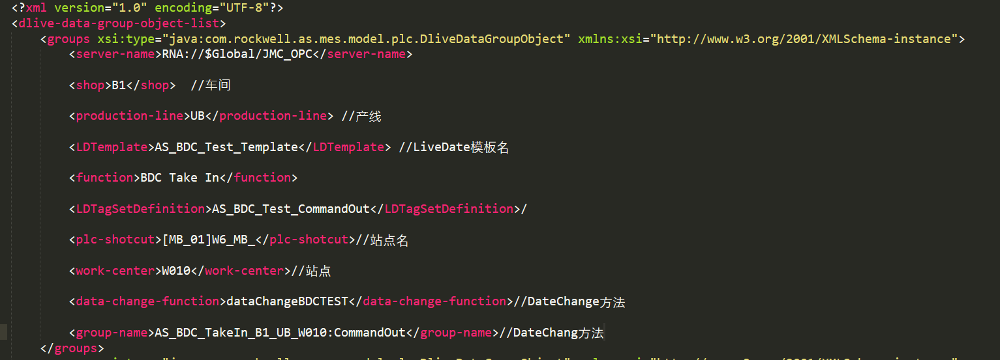 <?xml version="1.0" encoding="UTF-8"?>
<dlive-data-group-object-list>
<groups xsi:type="java:com.rockwell.as.mes.model.plc.DliveDataGroupObject" xmlns:xsi="http://www.w3.org/2001/XMLSchema-instance">
<server-name>RNA://$Global/JMC_OPC</server-name>
<shop>B1</shop>  //车间
<production-line>UB</production-line> //产线
<LDTemplate>AS_BDC_Test_Template</LDTemplate> //LiveDate模板名
<function>BDC Take In</function>
<LDTagSetDefinition>AS_BDC_Test_CommandOut</LDTagSetDefinition>/
<plc-shotcut>[MB_01]W6_MB_</plc-shotcut>//站点名
<work-center>W010</work-center>//站点
<data-change-function>dataChangeBDCTEST</data-change-function>//DateChange方法
<group-name>AS_BDC_TakeIn_B1_UB_W010:CommandOut</group-name>//DateChang方法
</groups>